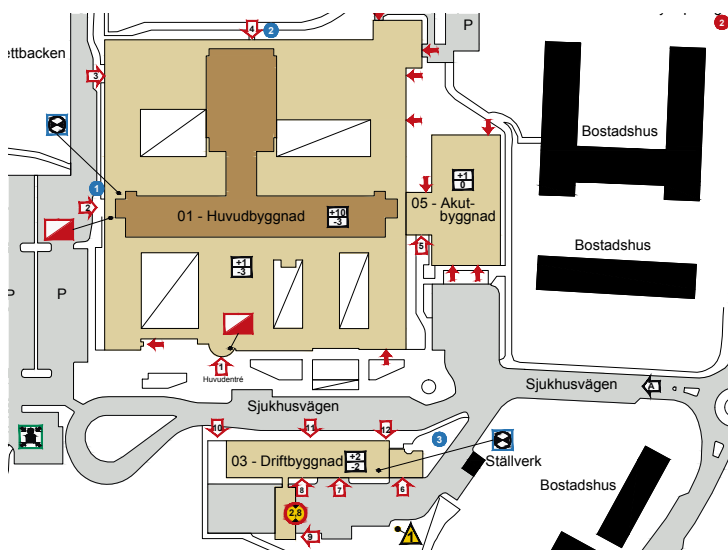 P
2
4
2
ettbacken
3
Bostadshus
+1
0
1
05 - Akut-
byggnad
2
01 - Huvudbyggnad
+10
-3
5
Bostadshus
+1
-3
P
1
Huvudentré
Sjukhusvägen
A
Sjukhusvägen
10
11
12
3
03 - Driftbyggnad
+2
-2
Ställverk
8
7
6
Bostadshus
2,8
9
1